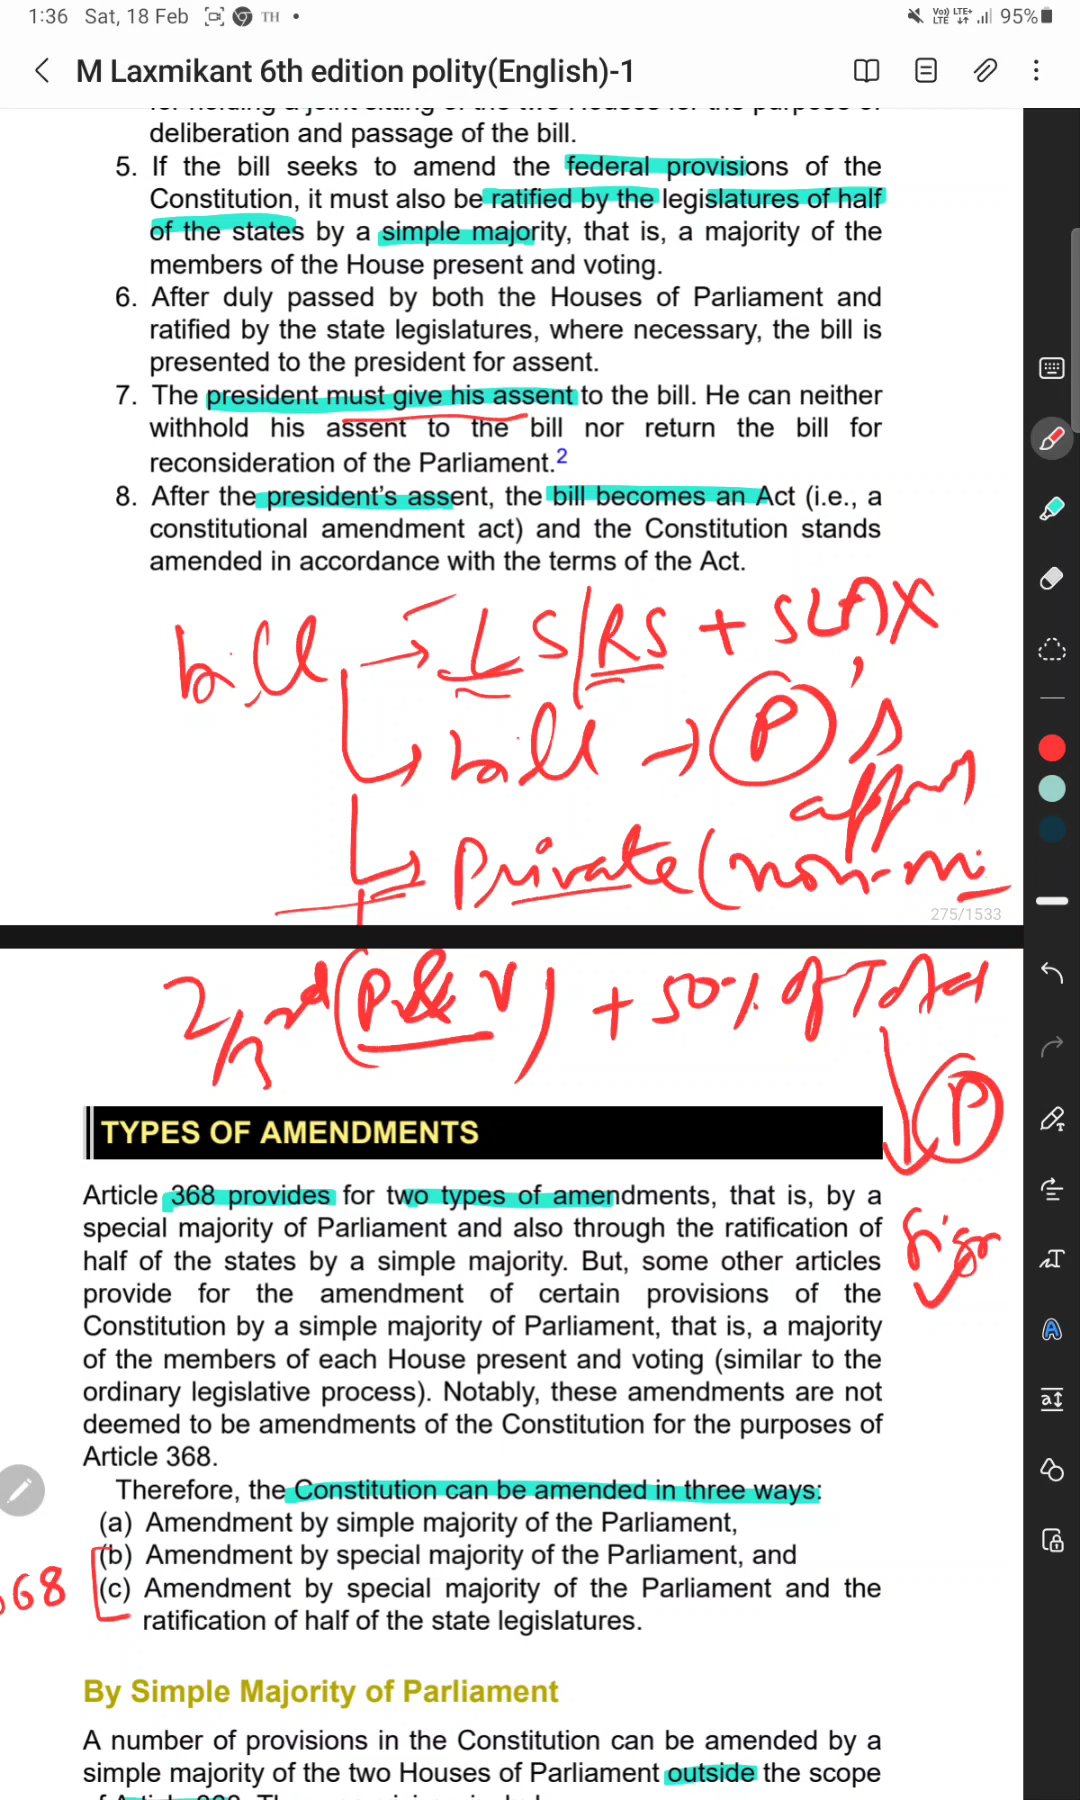 1:36 Sat, 18 Feb TH • Vo) LTE LTE+ 95%
M Laxmikant 6th edition polity(English)-1
deliberation and passage of the bill.
5. If the bill seeks to amend the federal provisions of the
Constitution, it must also be ratified by the legislatures of half
of the states by a simple majority, that is, a majority of the
members of the House present and voting.
6. After duly passed by both the Houses of Parliament and
ratified by the state legislatures, where necessary, the bill is
presented to the president for assent.
7. The president must give his assent to the bill. He can neither
withhold his assent to the bill nor return the bill for
reconsideration of the Parliament.2
8. After the president's assent, the bill becomes an Act (i.e., a
constitutional amendment act) and the Constitution stands
amended in accordance with the terms of the Act.
bill → LS/RS + SLA X
bill → P's
Private (non-mi
275/1533
2/3rd (P & V) + 50% of Total
P
TYPES OF AMENDMENTS
Article 368 provides for two types of amendments, that is, by a
special majority of Parliament and also through the ratification of
half of the states by a simple majority. But, some other articles
provide for the amendment of certain provisions of the
Constitution by a simple majority of Parliament, that is, a majority
of the members of each House present and voting (similar to the
ordinary legislative process). Notably, these amendments are not
deemed to be amendments of the Constitution for the purposes of
Article 368.
Therefore, the Constitution can be amended in three ways:
(a) Amendment by simple majority of the Parliament,
(b) Amendment by special majority of the Parliament, and
368 (c) Amendment by special majority of the Parliament and the
ratification of half of the state legislatures.
By Simple Majority of Parliament
A number of provisions in the Constitution can be amended by a
simple majority of the two Houses of Parliament outside the scope